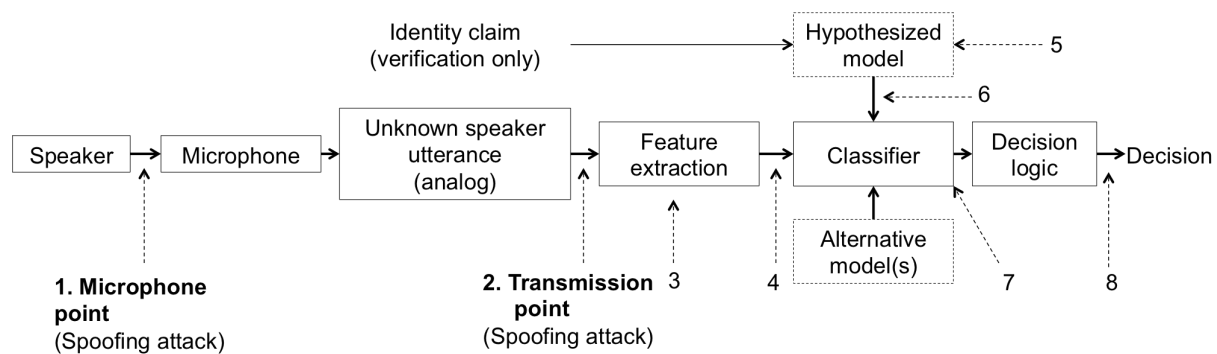 Identity claim
(verification only)
Hypothesized
model
5
6
Speaker
Microphone
Unknown speaker
utterance
(analog)
Feature
extraction
Classifier
Decision
logic
Decision
Alternative
model(s)
1. Microphone
point
(Spoofing attack)
2. Transmission
point
(Spoofing attack)
3
4
7
8